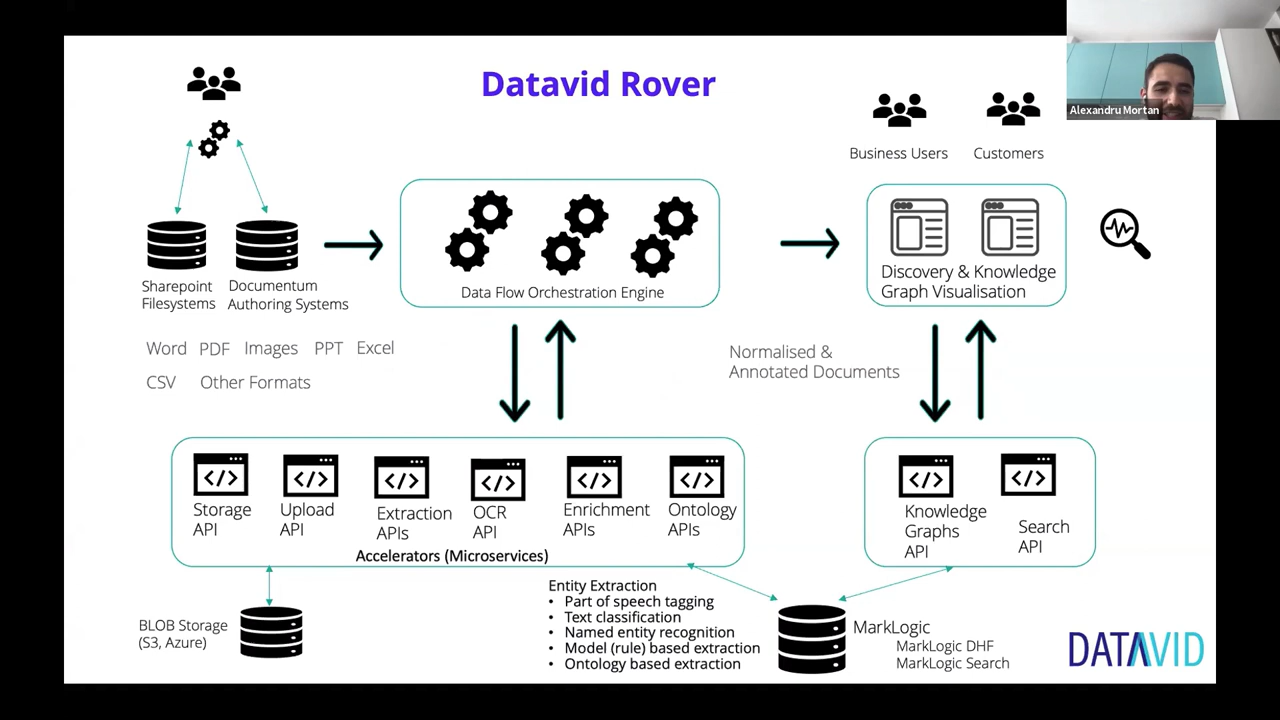 Datavid Rover
Alexandru Mortan
Business Users
Customers
Sharepoint
Filesystems
Documentum
Authoring Systems
Data Flow Orchestration Engine
Discovery & Knowledge
Graph Visualisation
Word PDF Images PPT Excel
CSV Other Formats
Normalised &
Annotated Documents
</> </> </> </> </> </>
Storage
API
Upload
API
Extraction
APIs
OCR
API
Enrichment
APIs
Ontology
APIs
Accelerators (Microservices)
</> </>
Knowledge
Graphs
API
Search
API
BLOB Storage
(S3, Azure)
Entity Extraction
• Part of speech tagging
• Text classification
• Named entity recognition
• Model (rule) based extraction
• Ontology based extraction
MarkLogic
MarkLogic DHF
MarkLogic Search
DATAVID